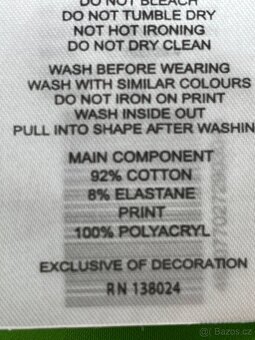 DO NOT BLEACH
DO NOT TUMBLE DRY
NOT HOT IRONING
DO NOT DRY CLEAN
WASH BEFORE WEARING
WASH WITH SIMILAR COLOURS
DO NOT IRON ON PRINT
WASH INSIDE OUT
PULL INTO SHAPE AFTER WASHIN
MAIN COMPONENT
92% COTTON
8% ELASTANE
PRINT
100% POLYACRYL
EXCLUSIVE OF DECORATION
RN 138024
Bazos.cz